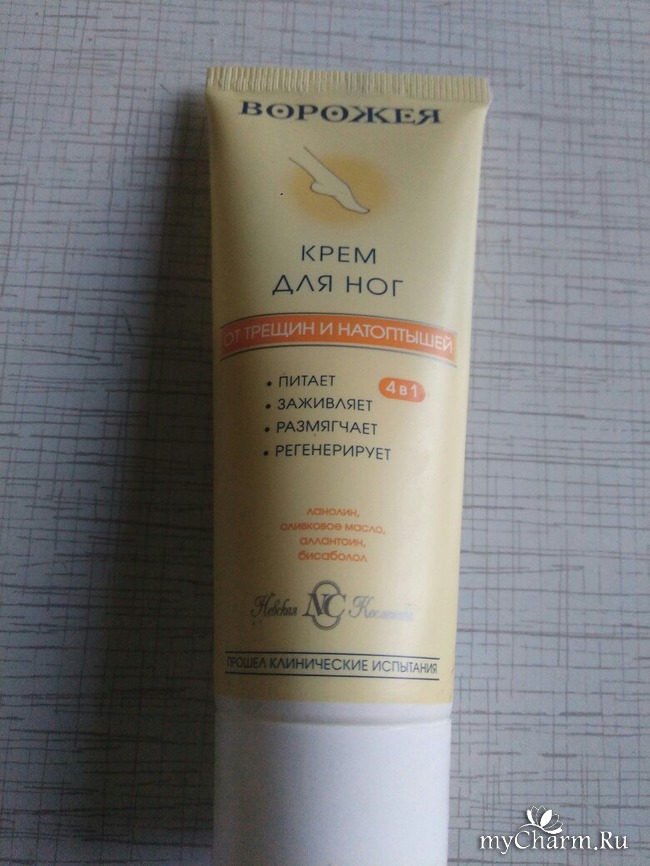 ВОРОЖЕЯ
КРЕМ
ДЛЯ НОГ
ОТ ТРЕЩИН И НАТОПТЫШЕЙ
• ПИТАЕТ
4 В 1
• ЗАЖИВЛЯЕТ
• РАЗМЯГЧАЕТ
• РЕГЕНЕРИРУЕТ
ланолин,
оливковое масло,
аллантоин,
бисаболол
Невская NC Косметика
ПРОШЕЛ КЛИНИЧЕСКИЕ ИСПЫТАНИЯ
myCharm.Ru